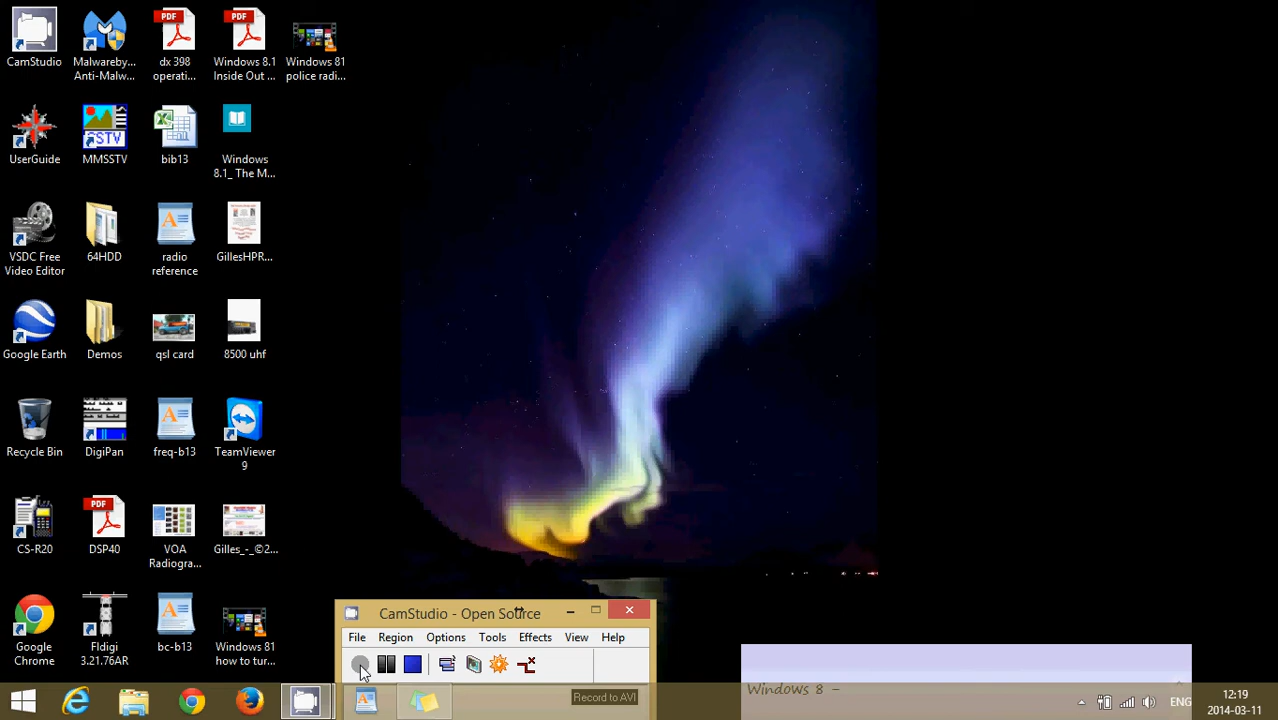 CamStudio
Malwareby...
Anti-Malw...
PDF
dx 398
operati...
PDF
Windows 8.1
Inside Out ...
Windows 81
police radi...
UserGuide
SSTV
MMSSTV
bib13
Windows
8.1_ The M...
VSDC Free
Video Editor
64HDD
radio
reference
GillesHPR...
Google Earth
Demos
qsl card
8500 uhf
Recycle Bin
DigiPan
freq-b13
TeamViewer
9
CS-R20
PDF
DSP40
VOA
Radiogra...
Gilles_-_©2...
Google
Chrome
Fldigi
3.21.76AR
bc-b13
Windows 81
how to tur...
CamStudio - Open Source
File Region Options Tools Effects View Help
Record to AVI
Windows 8 -
ENG
12:19
2014-03-11